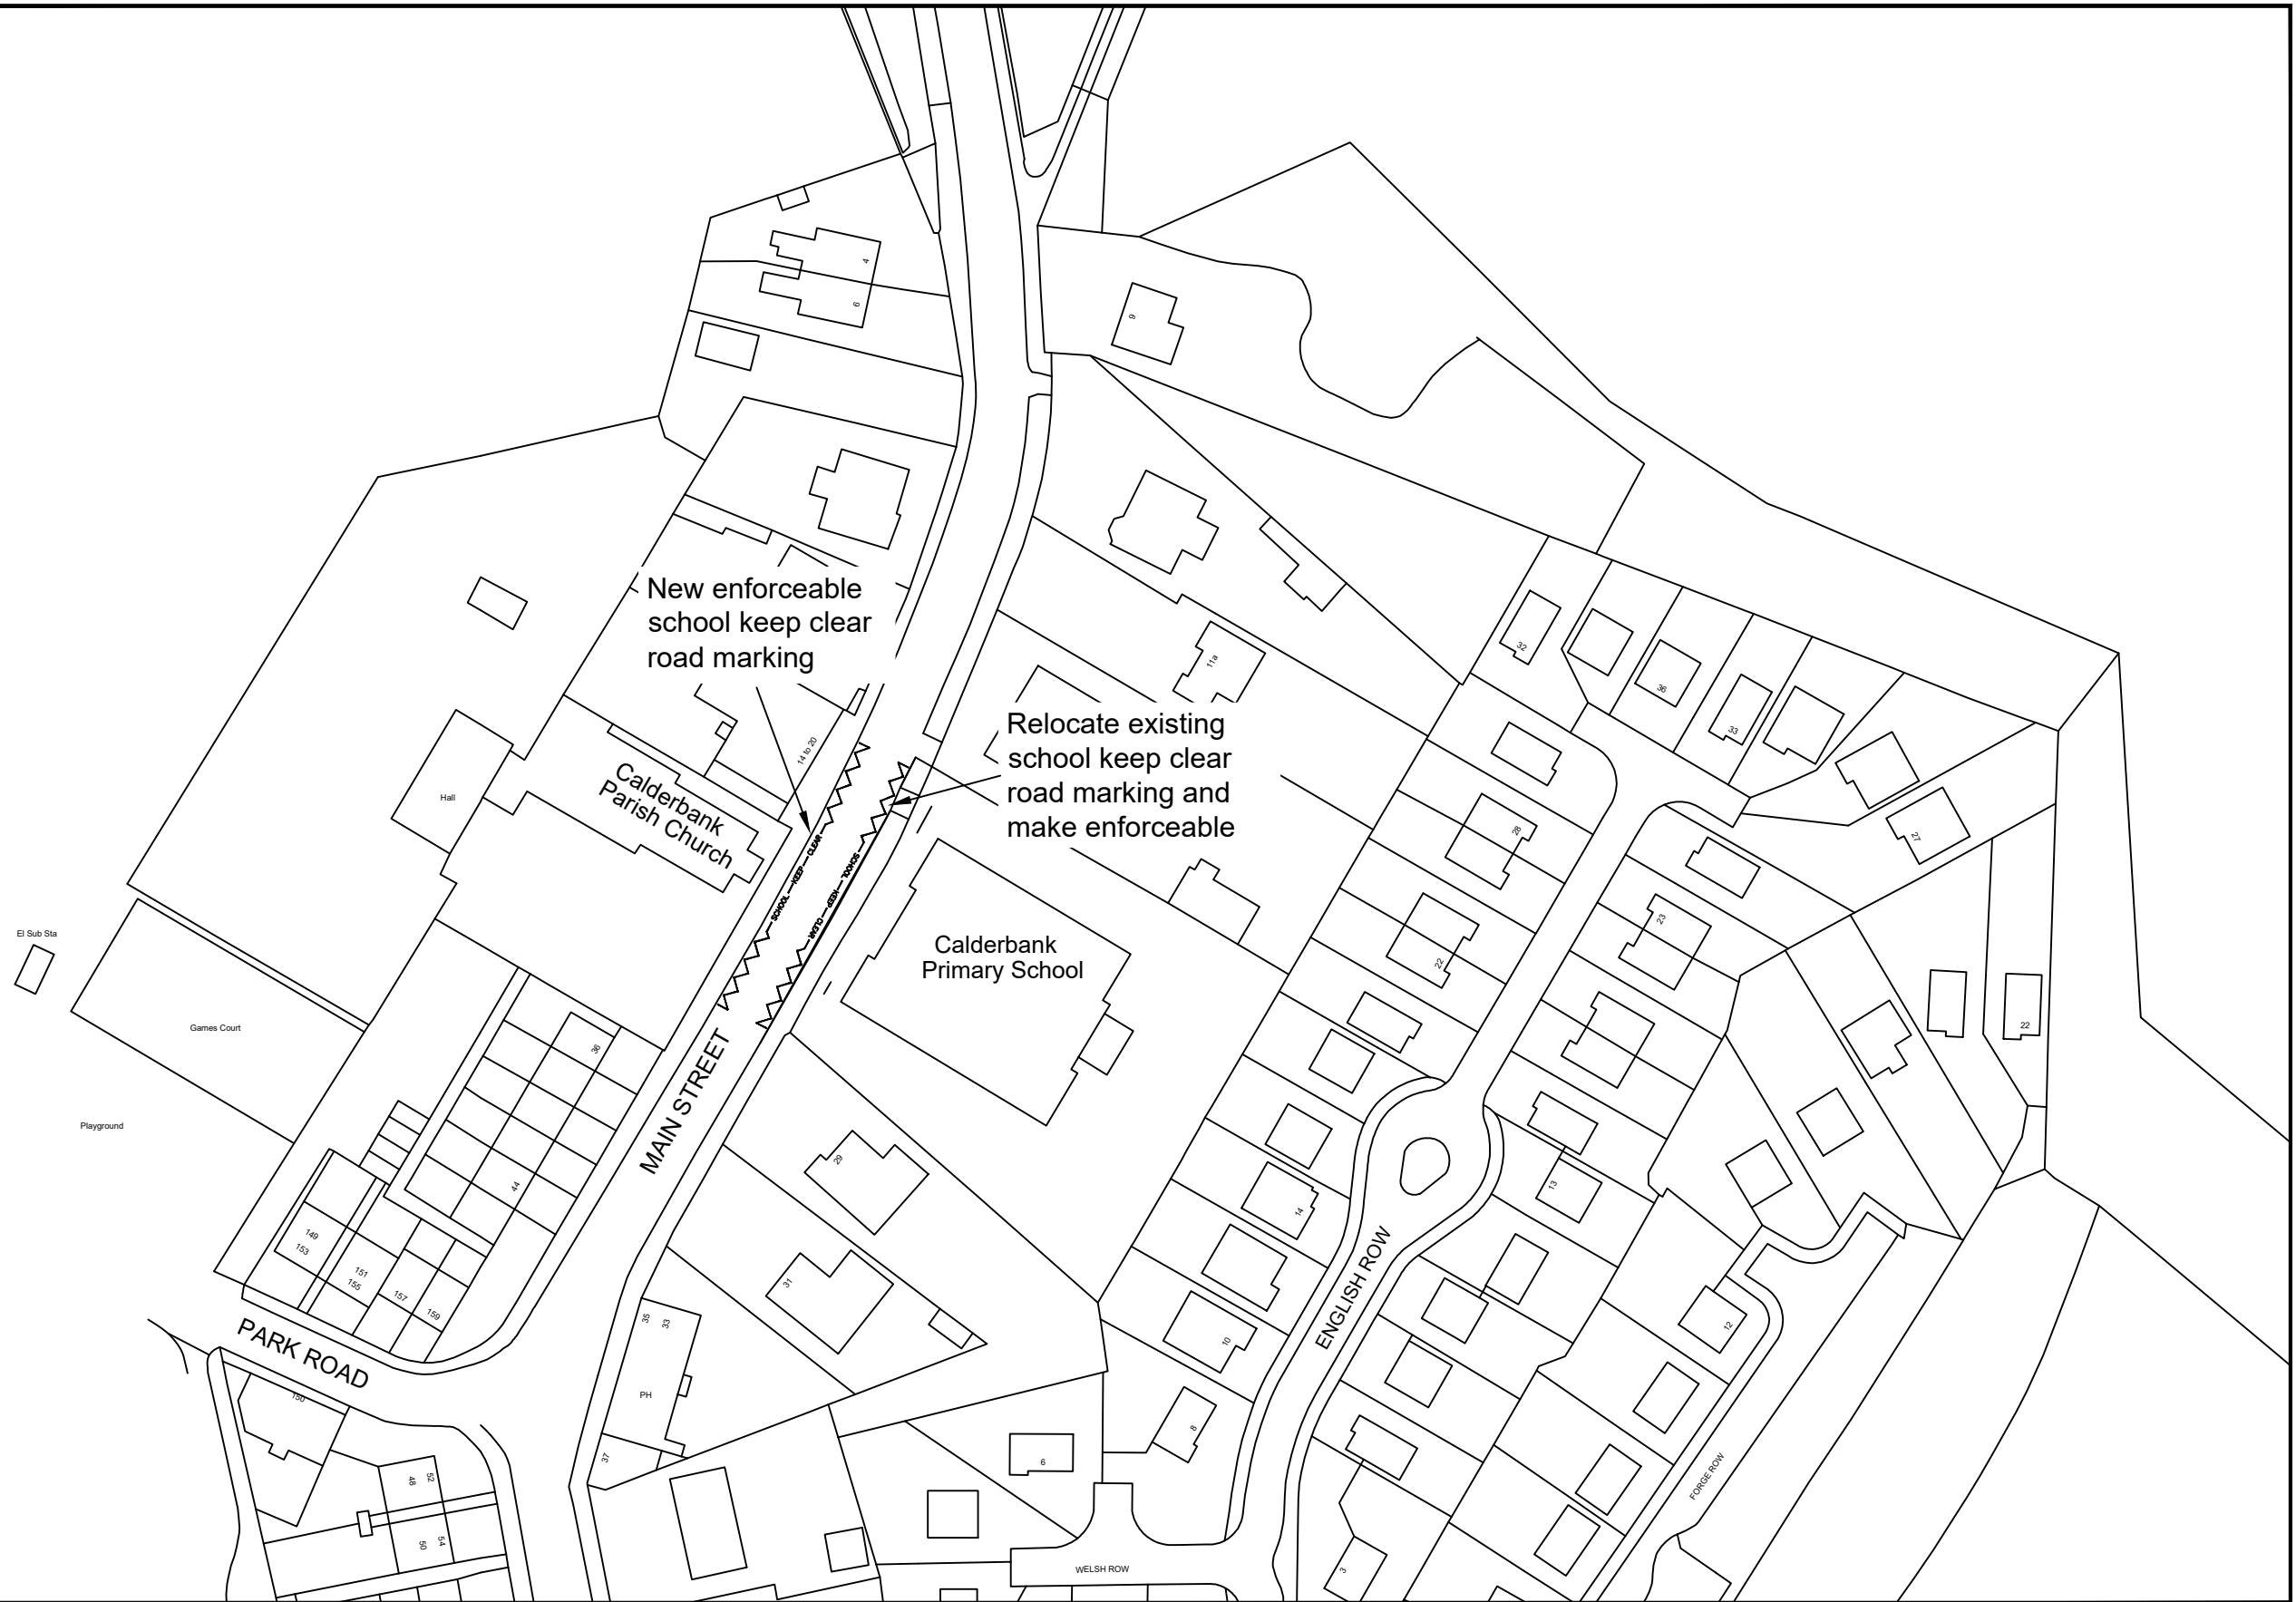 4
6
9
New enforceable
school keep clear
road marking
11a
32
36
33
Relocate existing
school keep clear
road marking and
make enforceable
14 to 20
Hall
Calderbank
Parish Church
SCHOOL KEEP CLEAR
SCHOOL KEEP CLEAR
28
27
23
22
El Sub Sta
Calderbank
Primary School
Games Court
22
36
MAIN STREET
Playground
29
44
13
14
149
153
151
155
157
159
31
35
33
ENGLISH ROW
12
10
PARK ROAD
150
PH
8
37
6
48
52
50
54
FORGE ROW
WELSH ROW
3